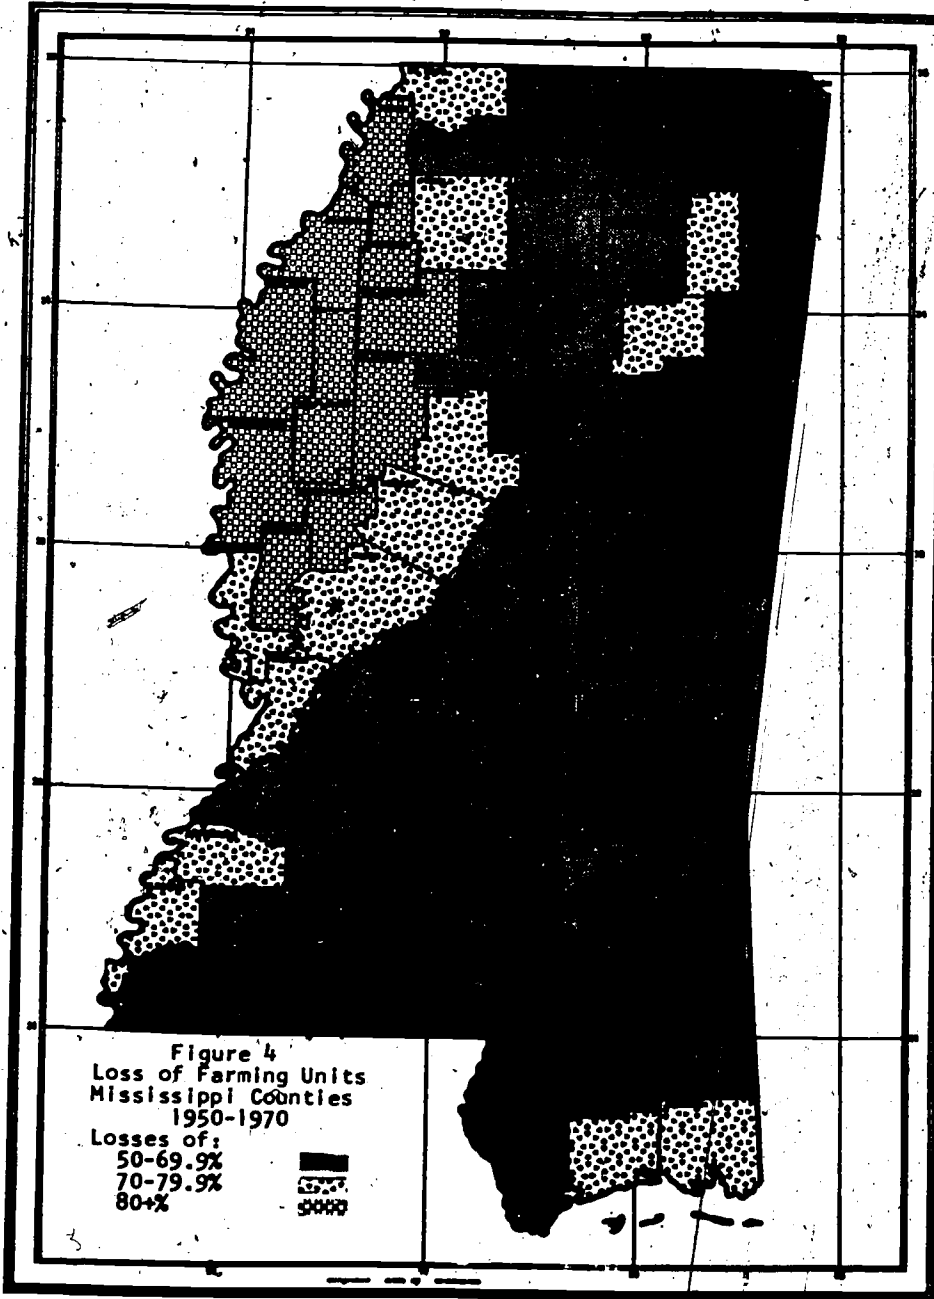 Figure 4
Loss of Farming Units
Mississippi Counties
1950-1970
Losses of:
50-69.9%
70-79.9%
80+%